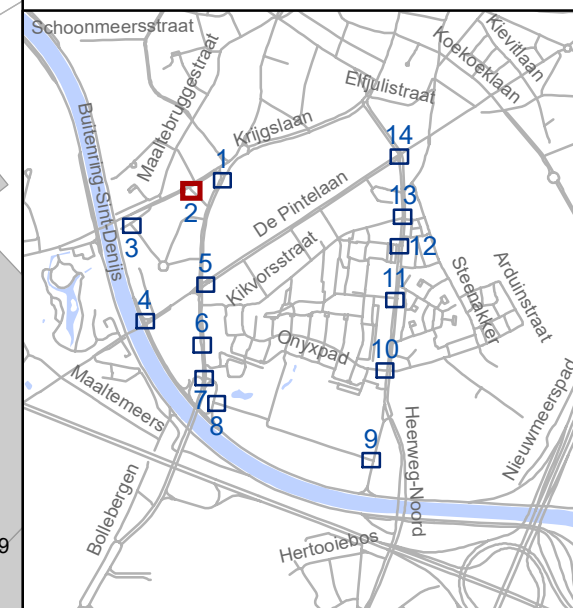 Schoonmeersstraat
Kievitlaan
Koekoeklaan
Maaltebruggestraat
Elfjulistraat
Buitenring-Sint-Denijs
Krijgslaan
14
1
De Pintelaan
2
13
3
Kikvorsstraat
12
Steenakker
Arduinstraat
5
11
4
6
Onyxpad
10
Maaltemeers
7
8
Heerweg-Noord
Nieuwmeerspad
9
Bollebergen
Hertooiebos
9